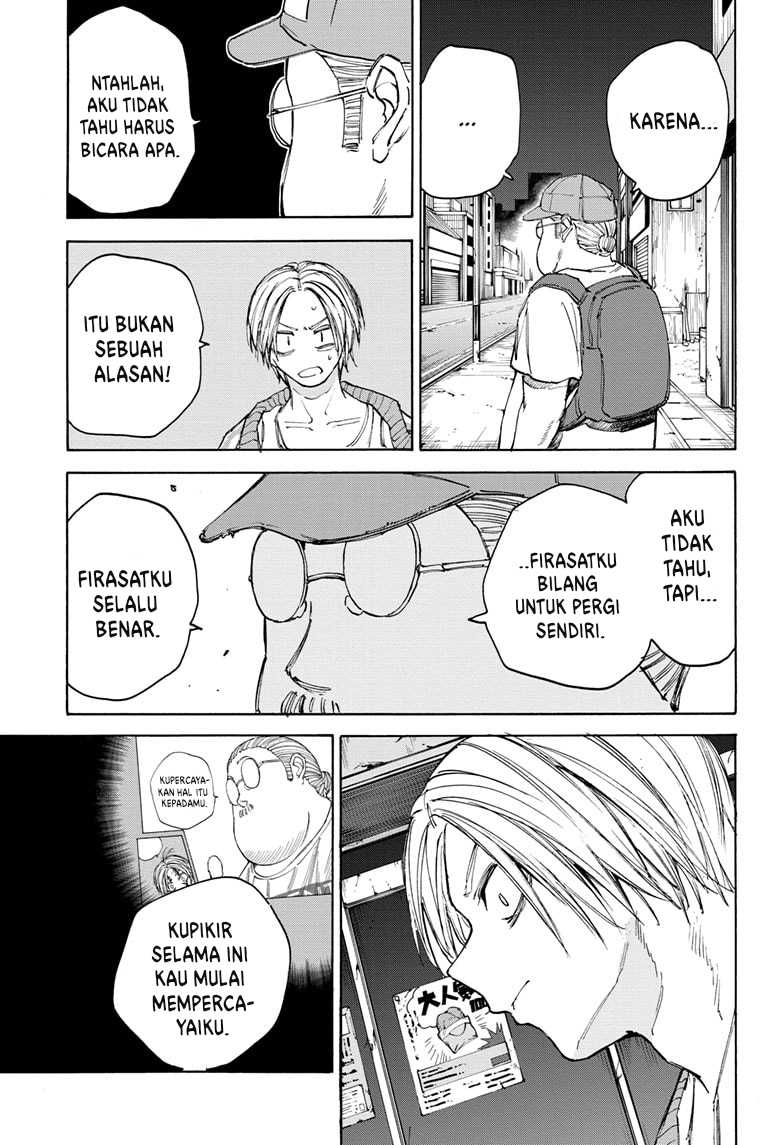 KARENA...
...
NTAHLAH,
AKU TIDAK
TAHU HARUS
BICARA APA.
ITU BUKAN
SEBUAH
ALASAN!
AKU
TIDAK
TAHU,
TAPI...
..FIRASATKU
BILANG
UNTUK PERGI
SENDIRI.
FIRASATKU
SELALU
BENAR.
大人気
KUPERCAYA-
KAN HAL ITU
KEPADAMU.
KUPIKIR
SELAMA INI
KAU MULAI
MEMPERCA-
YAIKU.